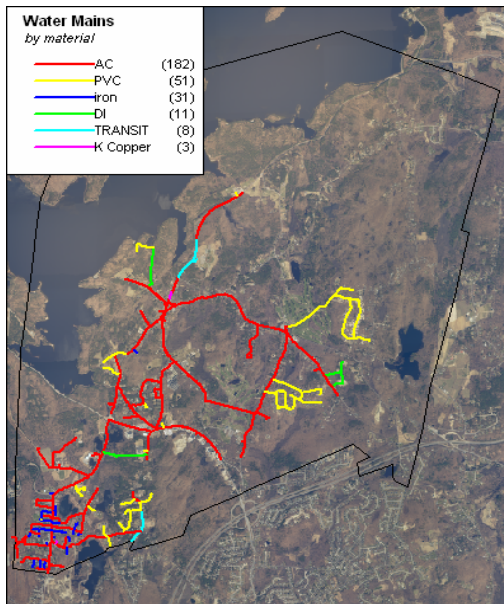 Water Mains
by material
AC (182)
PVC (51)
iron (31)
DI (11)
TRANSIT (8)
K Copper (3)